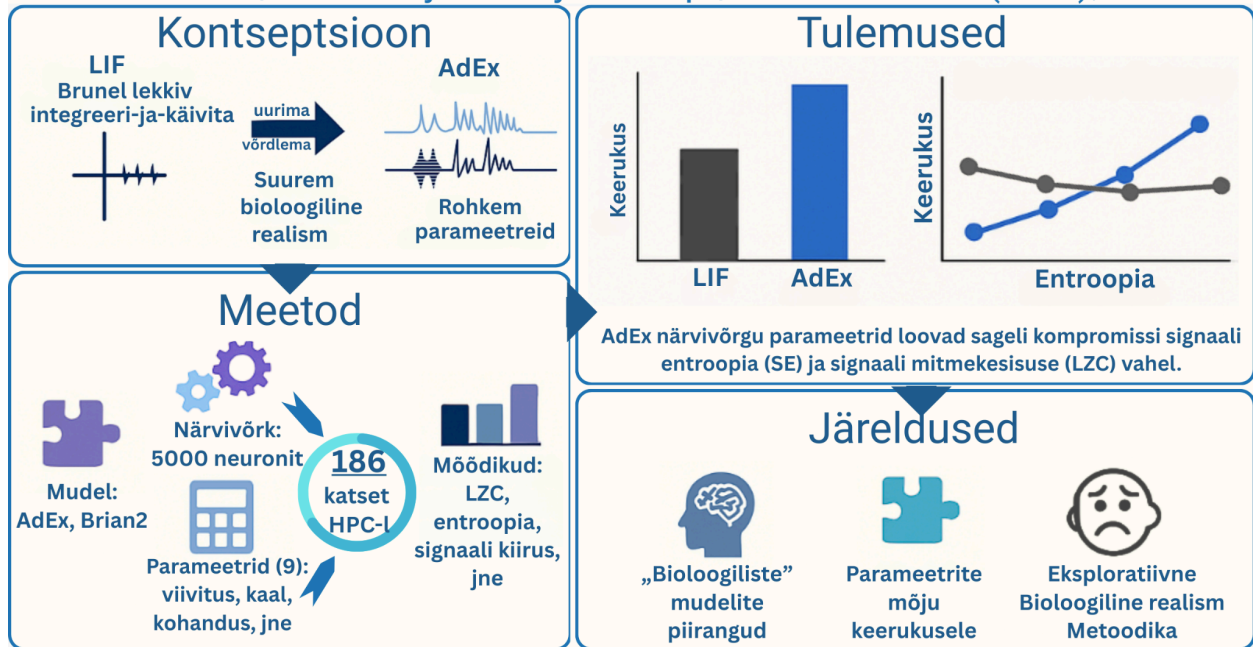 Kontseptsioon
LIF
Brunel lekkiv
integreeri-ja-käivita
uurima
võrdlema
Suurem
bioloogiline
realism
AdEx
Rohkem
parameetreid
Meetod
Mudel:
AdEx, Brian2
Närvivõrk:
5000 neuronit
Parameetrid (9):
viivitus, kaal,
kohandus, jne
186
katset
HPC-l
Mõõdikud:
LZC,
entroopia,
signaali kiirus,
jne
Tulemused
Keerukus
LIF
AdEx
Keerukus
Entroopia
AdEx närvivõrgu parameetrid loovad sageli kompromissi signaali
entroopia (SE) ja signaali mitmekesisuse (LZC) vahel.
Järeldused
„Bioloogiliste”
mudelite
piirangud
Parameetrite
mõju
keerukusele
Eksploratiivne
Bioloogiline realism
Metoodika